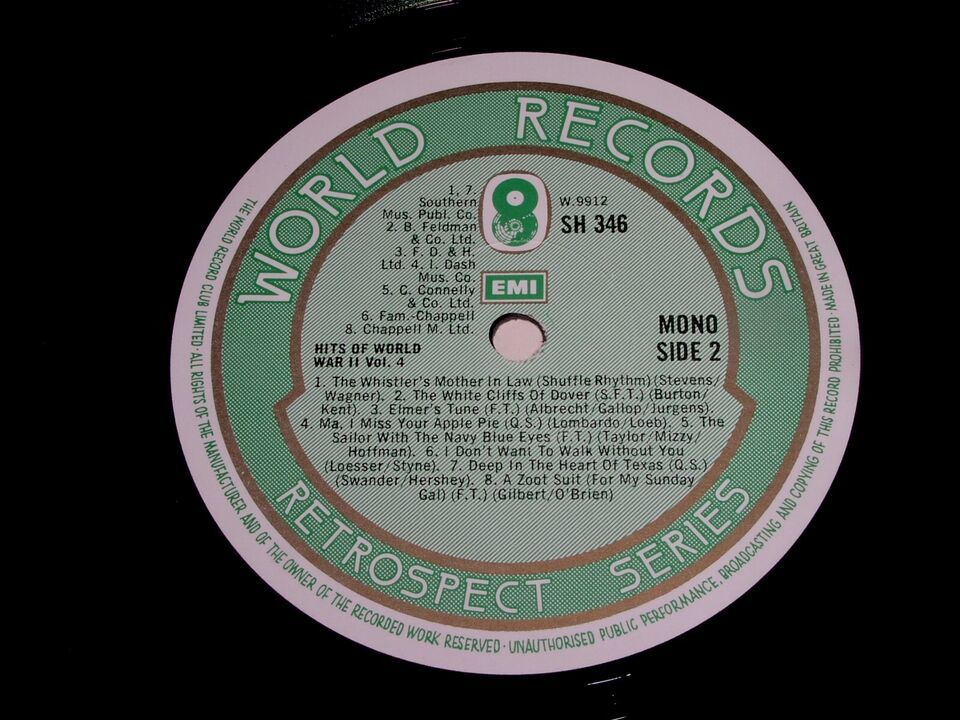 WORLD RECORDS
1, 7.
Southern
Mus. Publ. Co.
2. B. Feldman
& Co. Ltd.
3. F. D. & H.
Ltd. 4. I. Dash
Mus. Co.
5. C. Connelly
& Co. Ltd.
6. Fam.-Chappell
8. Chappell M. Ltd.
8
W.9912
SH 346
EMI
MONO
SIDE 2
HITS OF WORLD
WAR II Vol. 4
1. The Whistler's Mother In Law (Shuffle Rhythm) (Stevens/
Wagner). 2. The White Cliffs Of Dover (S.F.T.) (Burton/
Kent). 3. Elmer's Tune (F.T.) (Albrecht/Gallop/Jurgens).
4. Ma, I Miss Your Apple Pie (Q.S.) (Lombardo/Loeb). 5. The
Sailor With The Navy Blue Eyes (F.T.) (Taylor/Mizzy/
Hoffman). 6. I Don't Want To Walk Without You
(Loesser/Styne). 7. Deep In The Heart Of Texas (Q.S.)
(Swander/Hershey). 8. A Zoot Suit (For My Sunday
Gal) (F.T.) (Gilbert/O'Brien)
RETROSPECT SERIES
THE WORLD RECORD CLUB LIMITED · ALL RIGHTS OF THE MANUFACTURER AND OF THE OWNER OF THE RECORDED WORK RESERVED · UNAUTHORISED PUBLIC PERFORMANCE, BROADCASTING AND COPYING OF THIS RECORD PROHIBITED · MADE IN GREAT BRITAIN